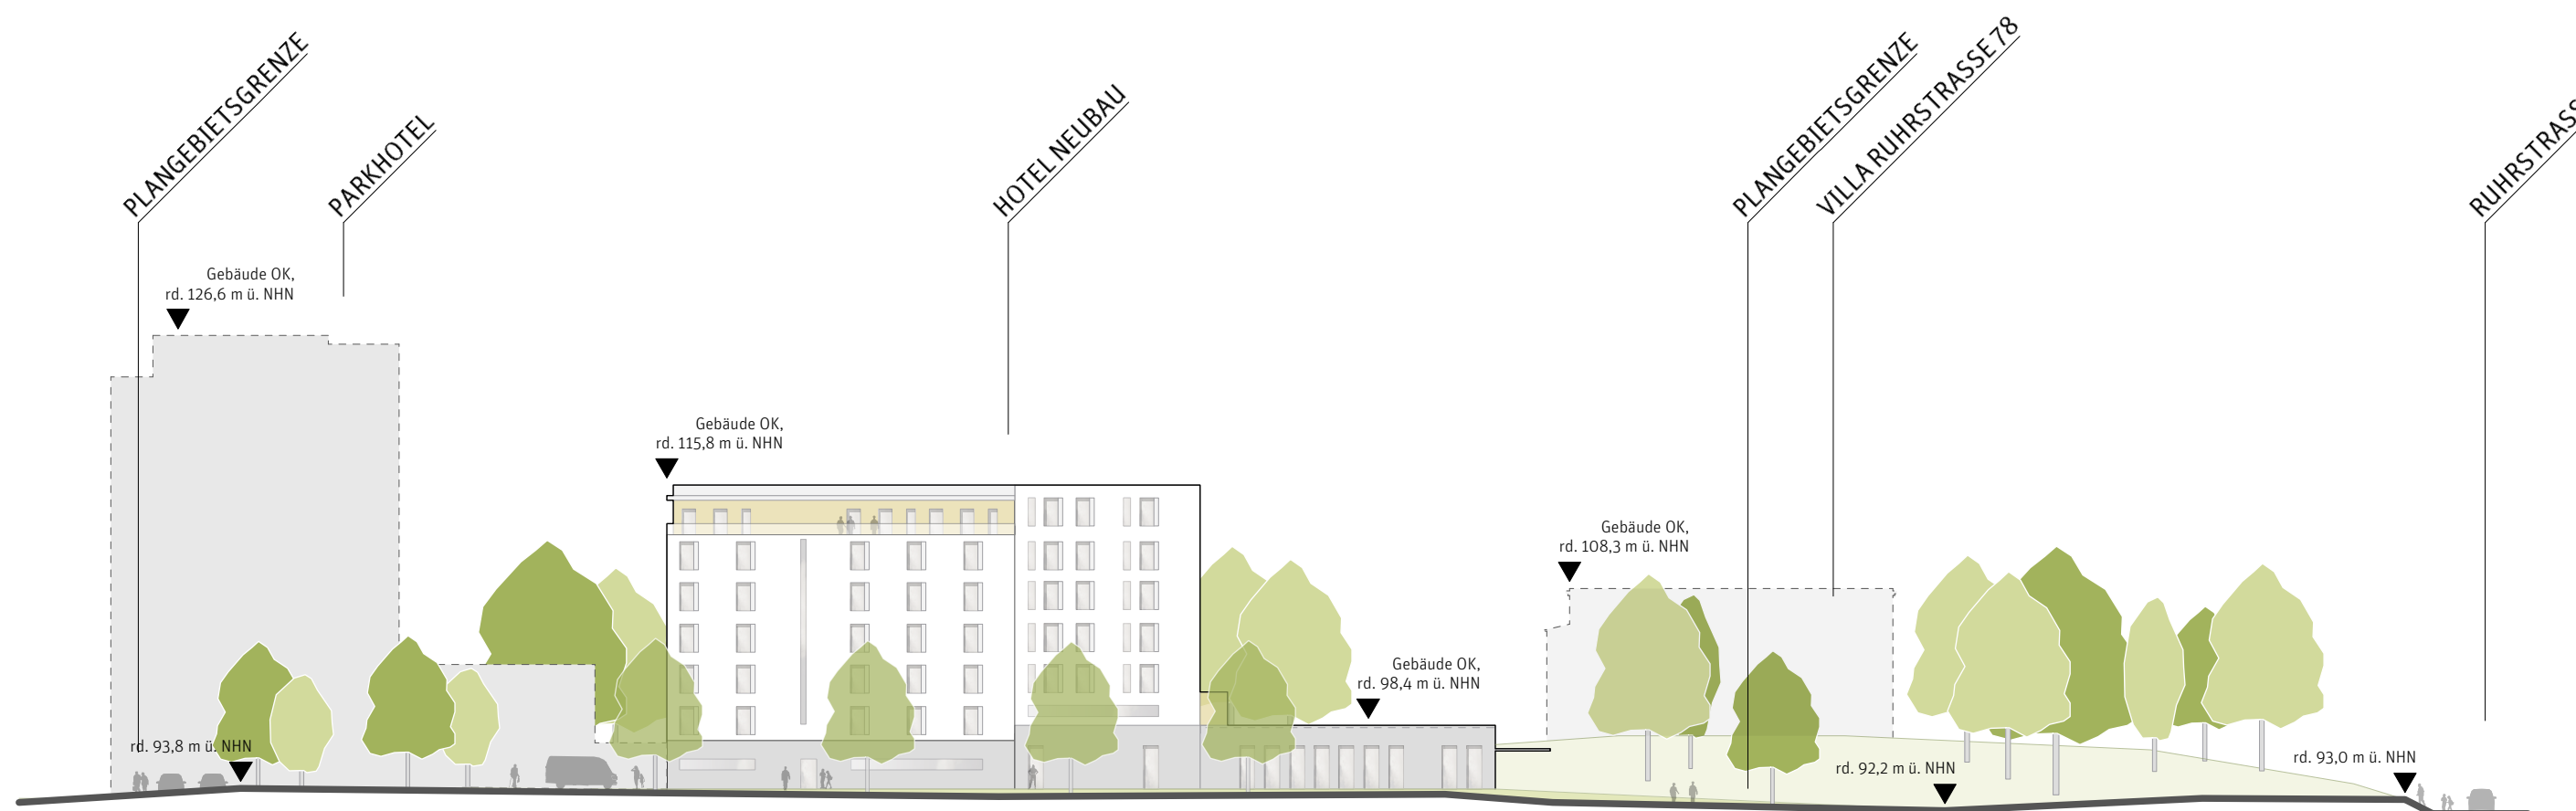 PLANGEBIETSGRENZE
PARKHOTEL
HOTEL NEUBAU
PLANGEBIETSGRENZE
VILLA RUHRSTRASSE 78
Gebäude OK,
rd. 126,6 m ü. NHN
Gebäude OK,
rd. 115,8 m ü. NHN
Gebäude OK,
rd. 108,3 m ü. NHN
Gebäude OK,
rd. 98,4 m ü. NHN
rd. 93,8 m ü. NHN
rd. 92,2 m ü. NHN
rd. 93,0 m ü. NHN